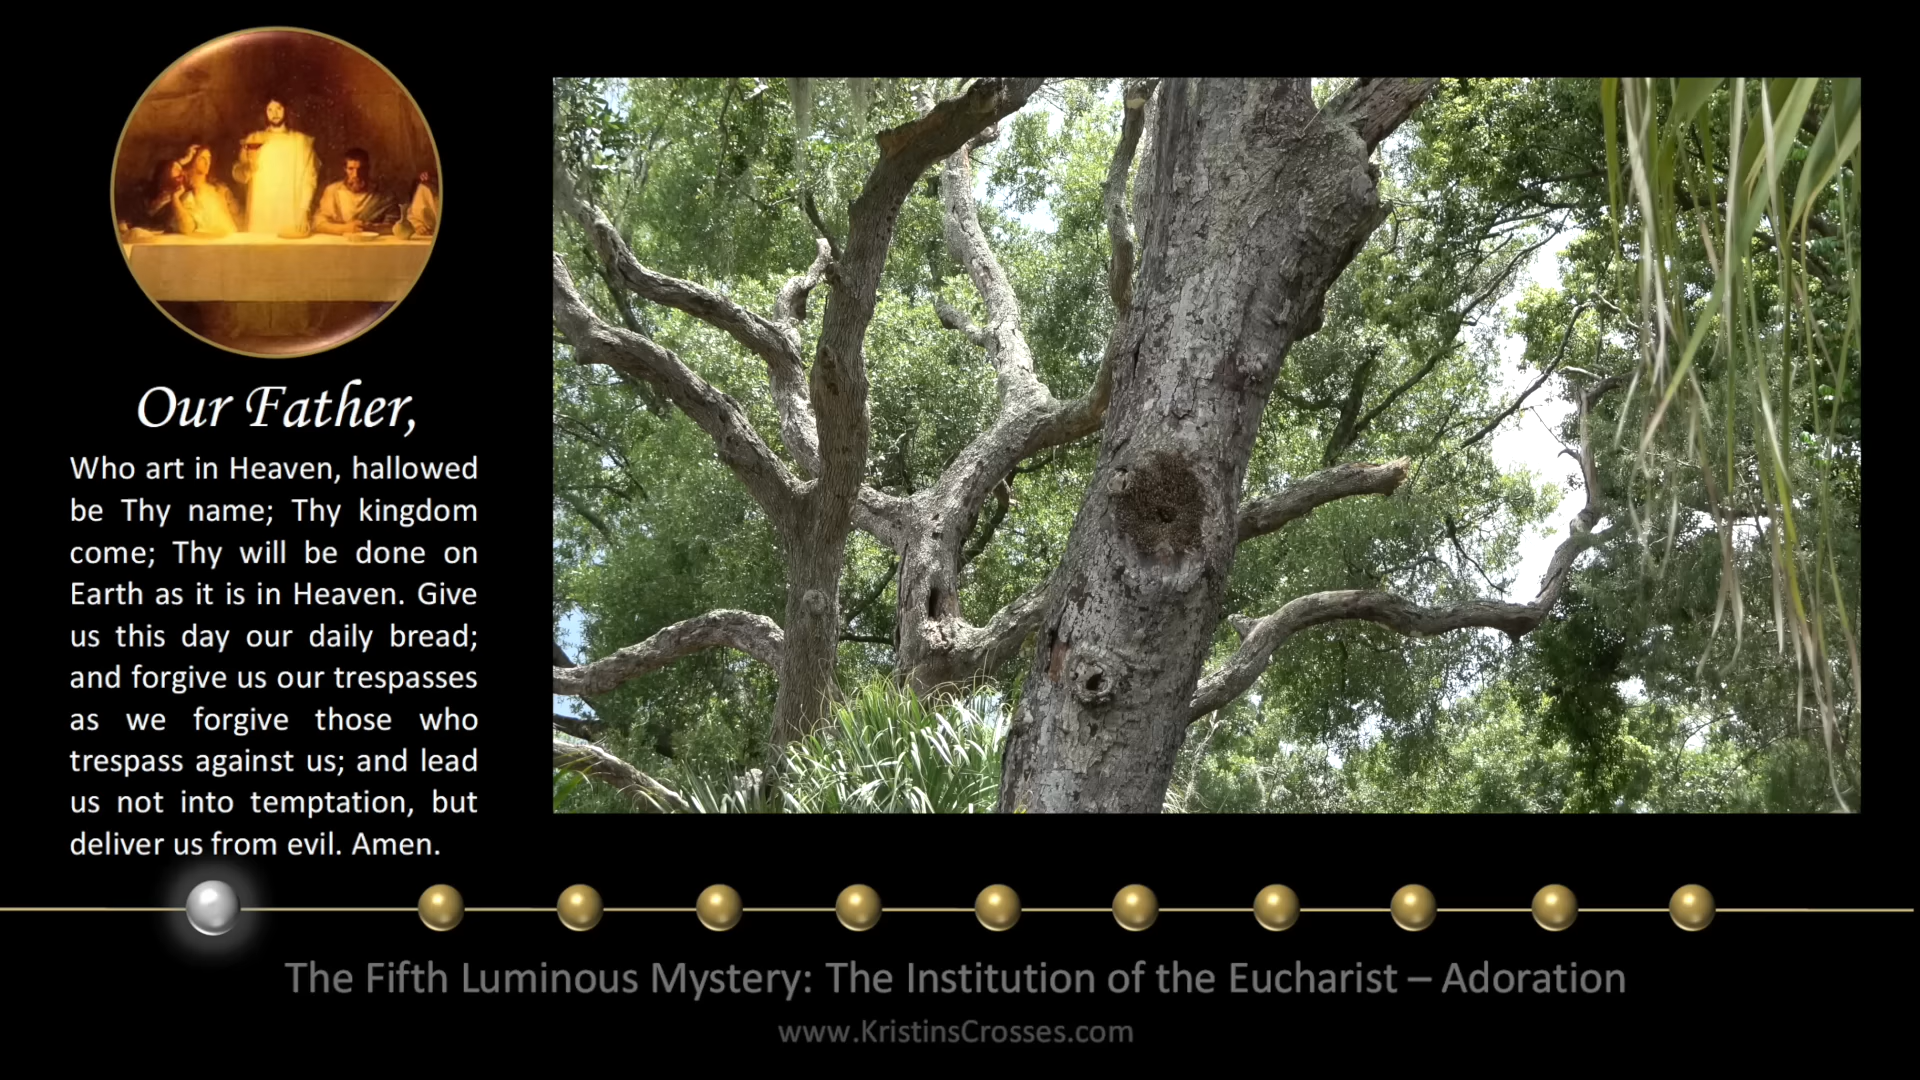 Our Father,
Who art in Heaven, hallowed
be Thy name; Thy kingdom
come; Thy will be done on
Earth as it is in Heaven. Give
us this day our daily bread;
and forgive us our trespasses
as we forgive those who
trespass against us; and lead
us not into temptation, but
deliver us from evil. Amen.
The Fifth Luminous Mystery: The Institution of the Eucharist – Adoration
www.KristinsCrosses.com